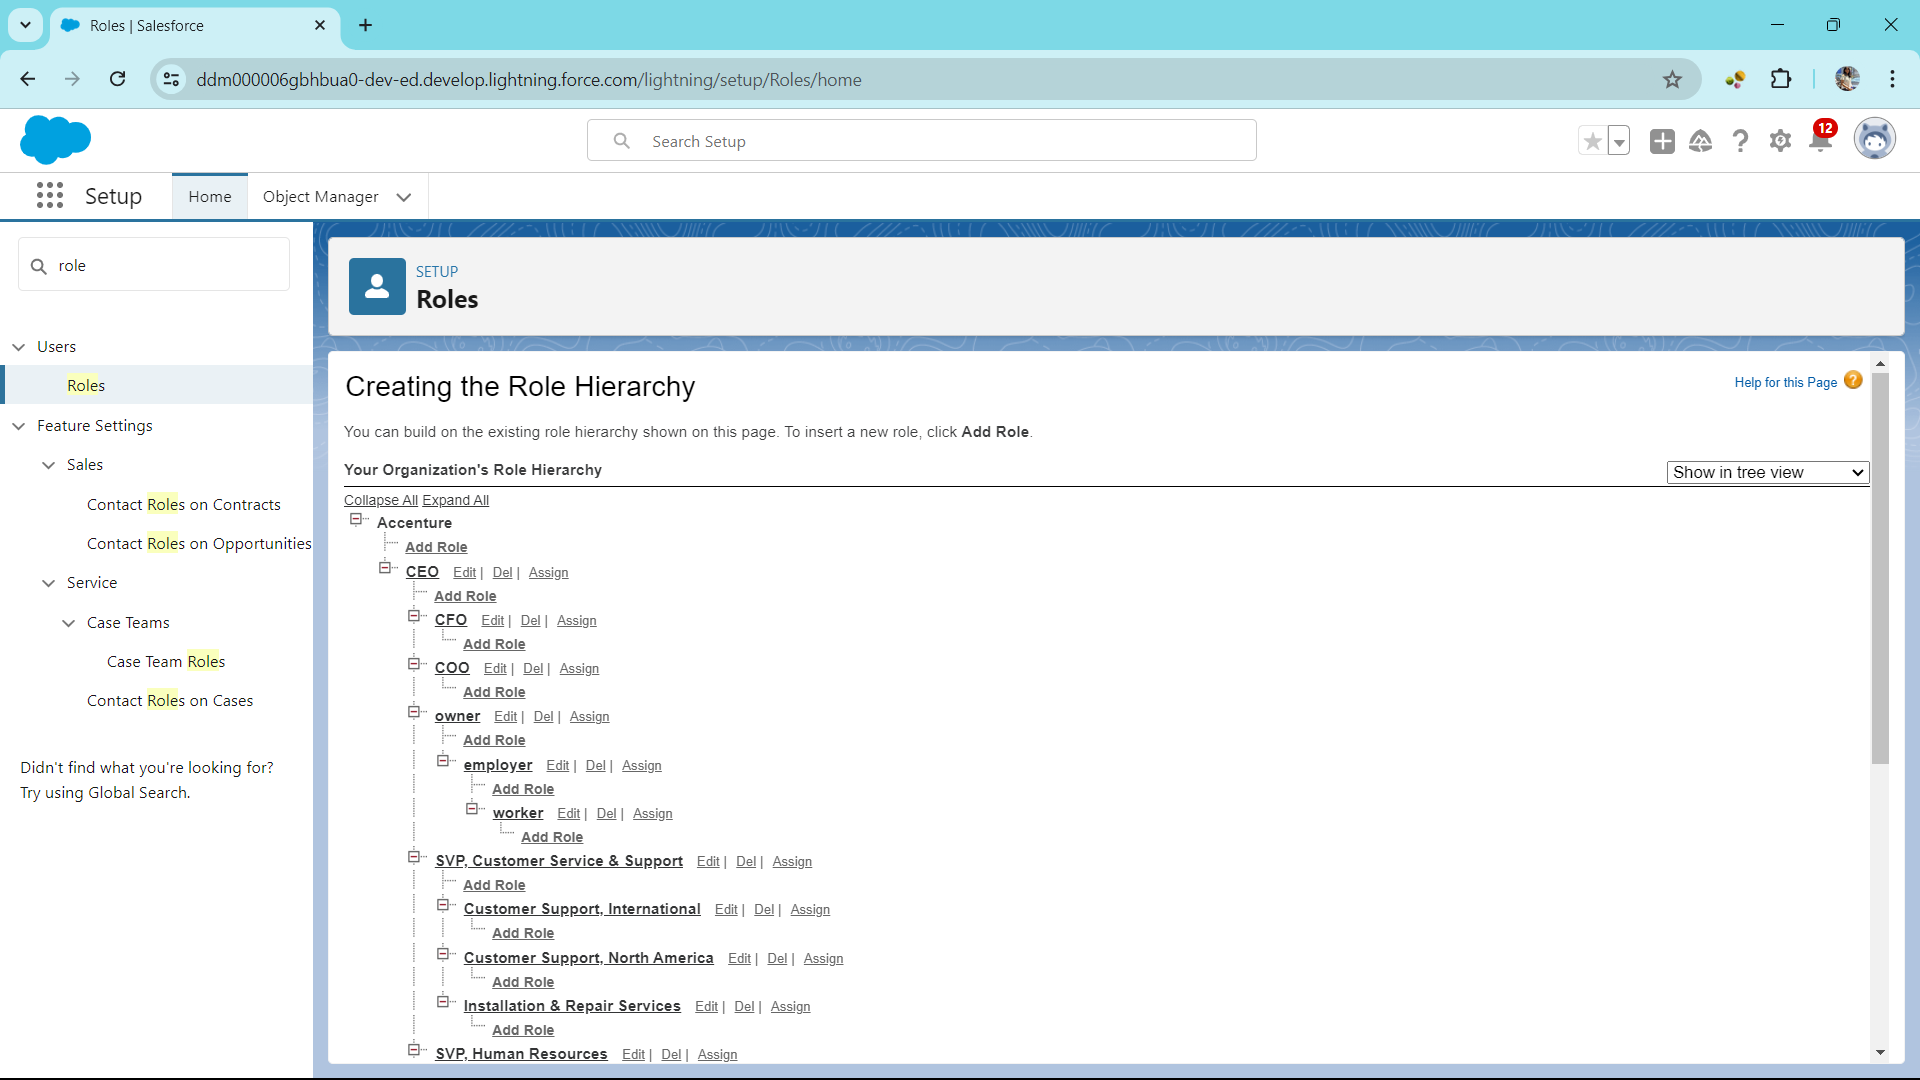 Roles | Salesforce
ddm000006gbhbua0-dev-ed.develop.lightning.force.com/lightning/setup/Roles/home
Search Setup
12
Setup
Home
Object Manager
role
Users
Roles
Feature Settings
Sales
Contact Roles on Contracts
Contact Roles on Opportunities
Service
Case Teams
Case Team Roles
Contact Roles on Cases
Didn't find what you're looking for?
Try using Global Search.
SETUP
Roles
Creating the Role Hierarchy
Help for this Page ?
You can build on the existing role hierarchy shown on this page. To insert a new role, click Add Role.
Your Organization's Role Hierarchy
Show in tree view
Collapse All Expand All
Accenture
Add Role
CEO Edit | Del | Assign
Add Role
CFO Edit | Del | Assign
Add Role
COO Edit | Del | Assign
Add Role
owner Edit | Del | Assign
Add Role
employer Edit | Del | Assign
Add Role
worker Edit | Del | Assign
Add Role
SVP, Customer Service & Support Edit | Del | Assign
Add Role
Customer Support, International Edit | Del | Assign
Add Role
Customer Support, North America Edit | Del | Assign
Add Role
Installation & Repair Services Edit | Del | Assign
Add Role
SVP, Human Resources Edit | Del | Assign